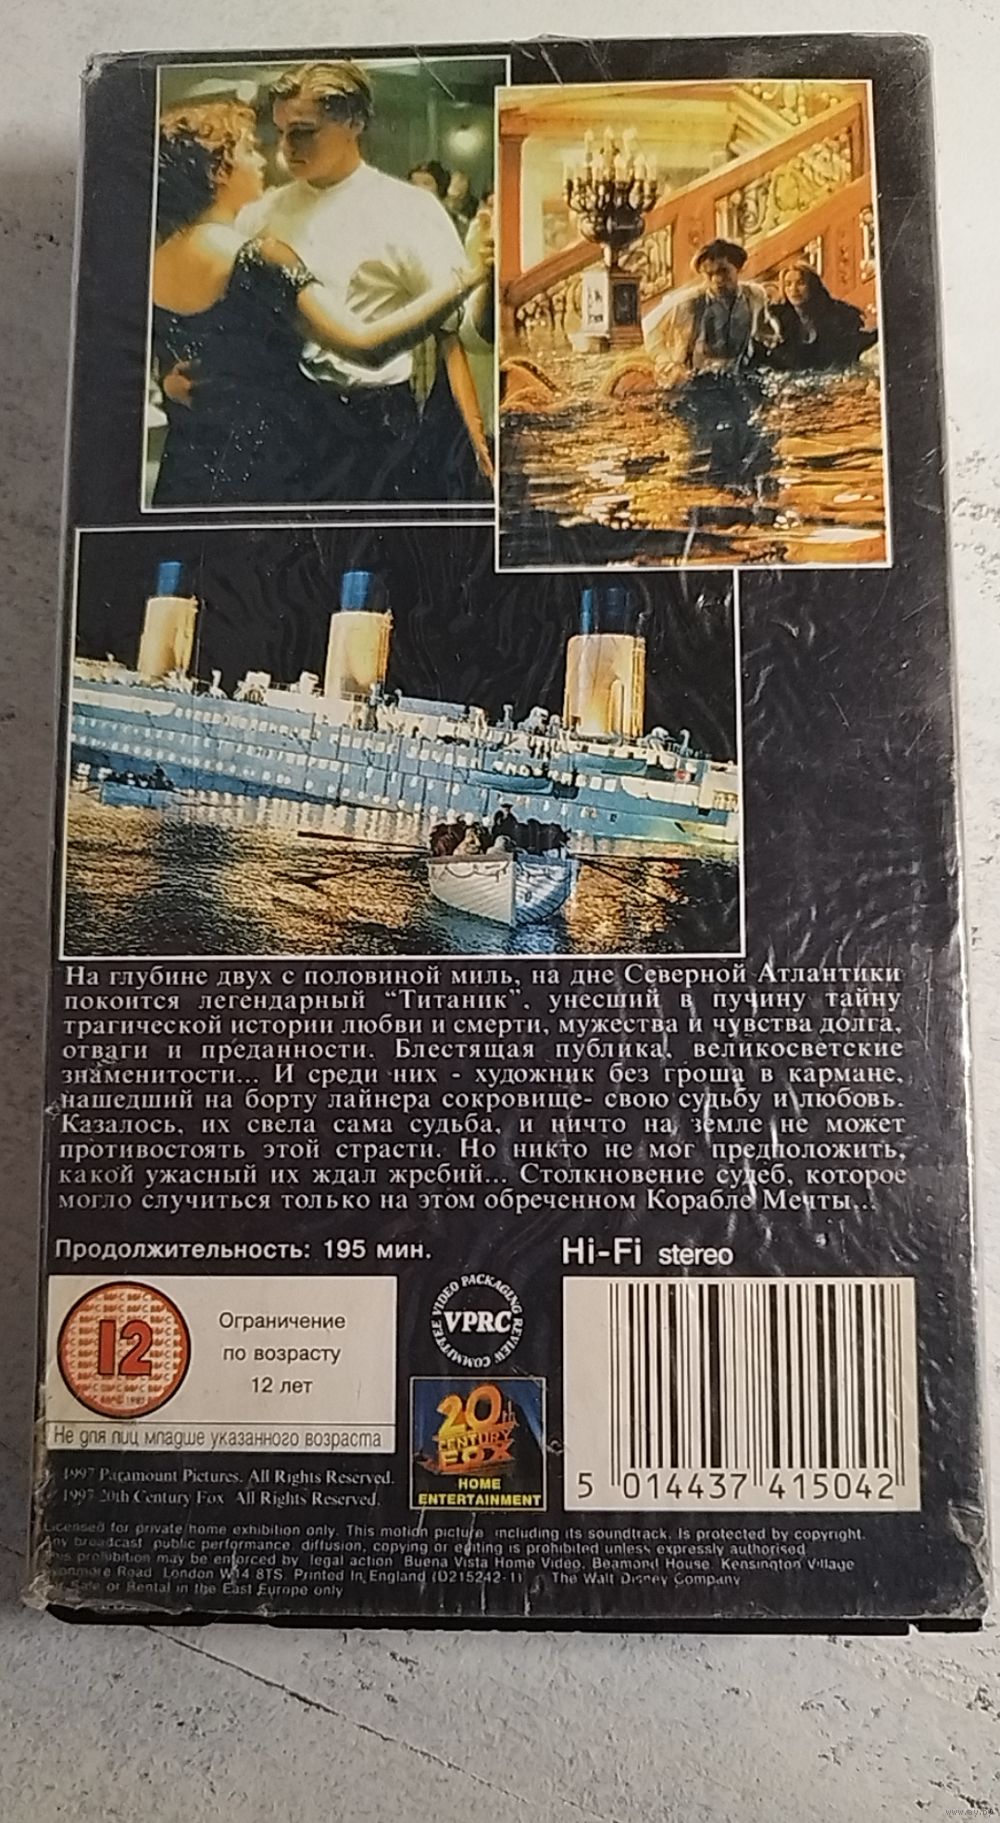 На глубине двух с половиной миль, на дне Северной Атлантики
покоится легендарный “Титаник”, унесший в пучину тайну
трагической истории любви и смерти, мужества и чувства долга,
отваги и преданности. Блестящая публика, великосветские
знаменитости... И среди них - художник без гроша в кармане,
нашедший на борту лайнера сокровище- свою судьбу и любовь.
Казалось, их свела сама судьба, и ничто на земле не может
противостоять этой страсти. Но никто не мог предположить,
какой ужасный их ждал жребий... Столкновение судеб, которое
могло случиться только на этом обреченном Корабле Мечты...
Продолжительность: 195 мин.
Hi-Fi stereo
12
Ограничение
по возрасту
12 лет
Не для лиц младше указанного возраста
VIDEO PACKAGING REVIEW COMMITTEE
VPRC
20
CENTURY
FOX
HOME
ENTERTAINMENT
5 014437 415042
1997 Paramount Pictures. All Rights Reserved.
1997 20th Century Fox All Rights Reserved.
Licensed for private home exhibition only. This motion picture including its soundtrack. Is protected by copyright.
Any broadcast public performance. diffusion, copying or editing is prohibited unless expressly authorised
This prohibition may be enforced by legal action Buena Vista Home Video, Beamond House, Kensington Village
Road London W14 8TS. Printed In England (D215242-1) The Walt Disney Company
Sale or Rental in the East Europe only
www.ay.by